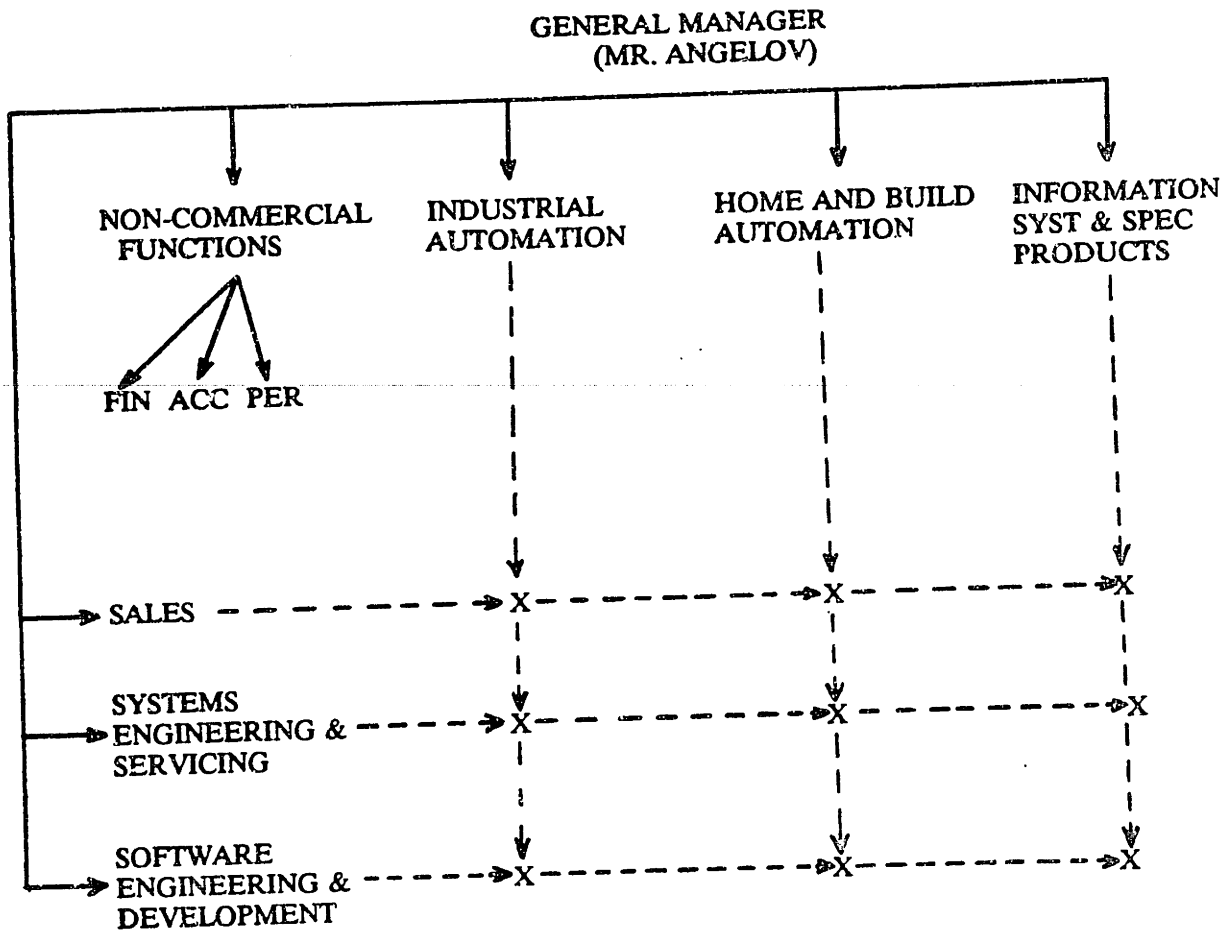 GENERAL MANAGER
(MR. ANGELOV)
NON-COMMERCIAL
FUNCTIONS
INDUSTRIAL
AUTOMATION
HOME AND BUILD
AUTOMATION
INFORMATION
SYST & SPEC
PRODUCTS
FIN ACC PER
SALES X X X
SYSTEMS
ENGINEERING & X X X
SERVICING
SOFTWARE
ENGINEERING & X X X
DEVELOPMENT